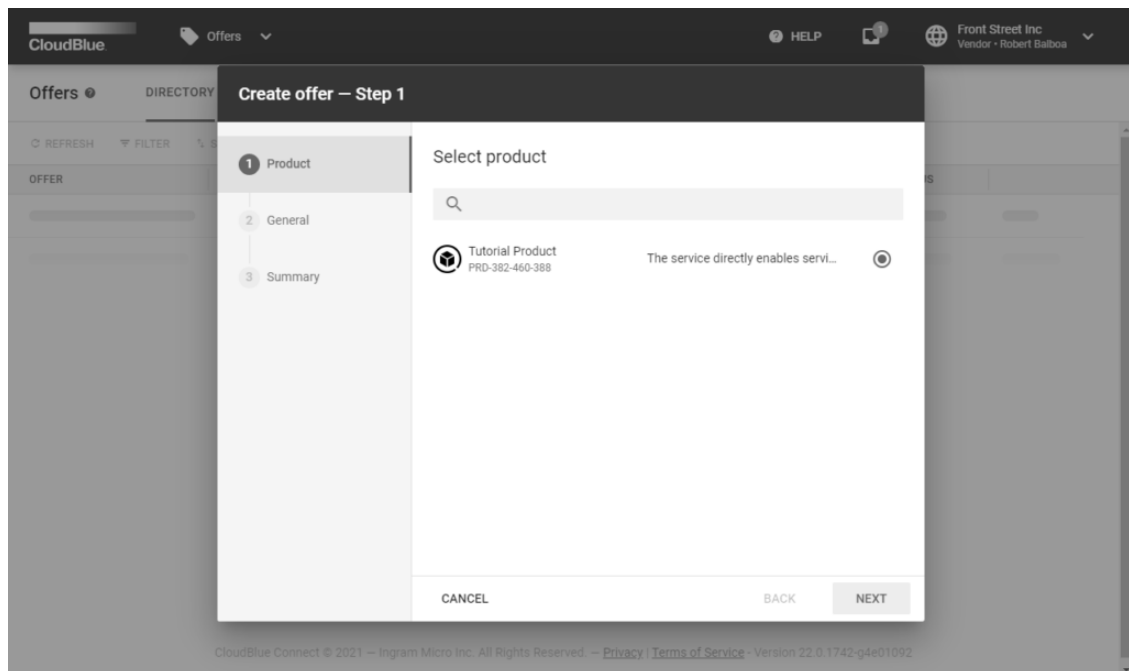 CloudBlue
Offers
HELP
1
Front Street Inc
Vendor • Robert Balboa
Offers
DIRECTORY
REFRESH
FILTER
OFFER
Create offer — Step 1
1 Product
2 General
3 Summary
Select product
Tutorial Product
PRD-382-460-388
The service directly enables servi...
CANCEL
BACK
NEXT
CloudBlue Connect © 2021 — Ingram Micro Inc. All Rights Reserved. — Privacy | Terms of Service - Version 22.0.1742-g4e01092